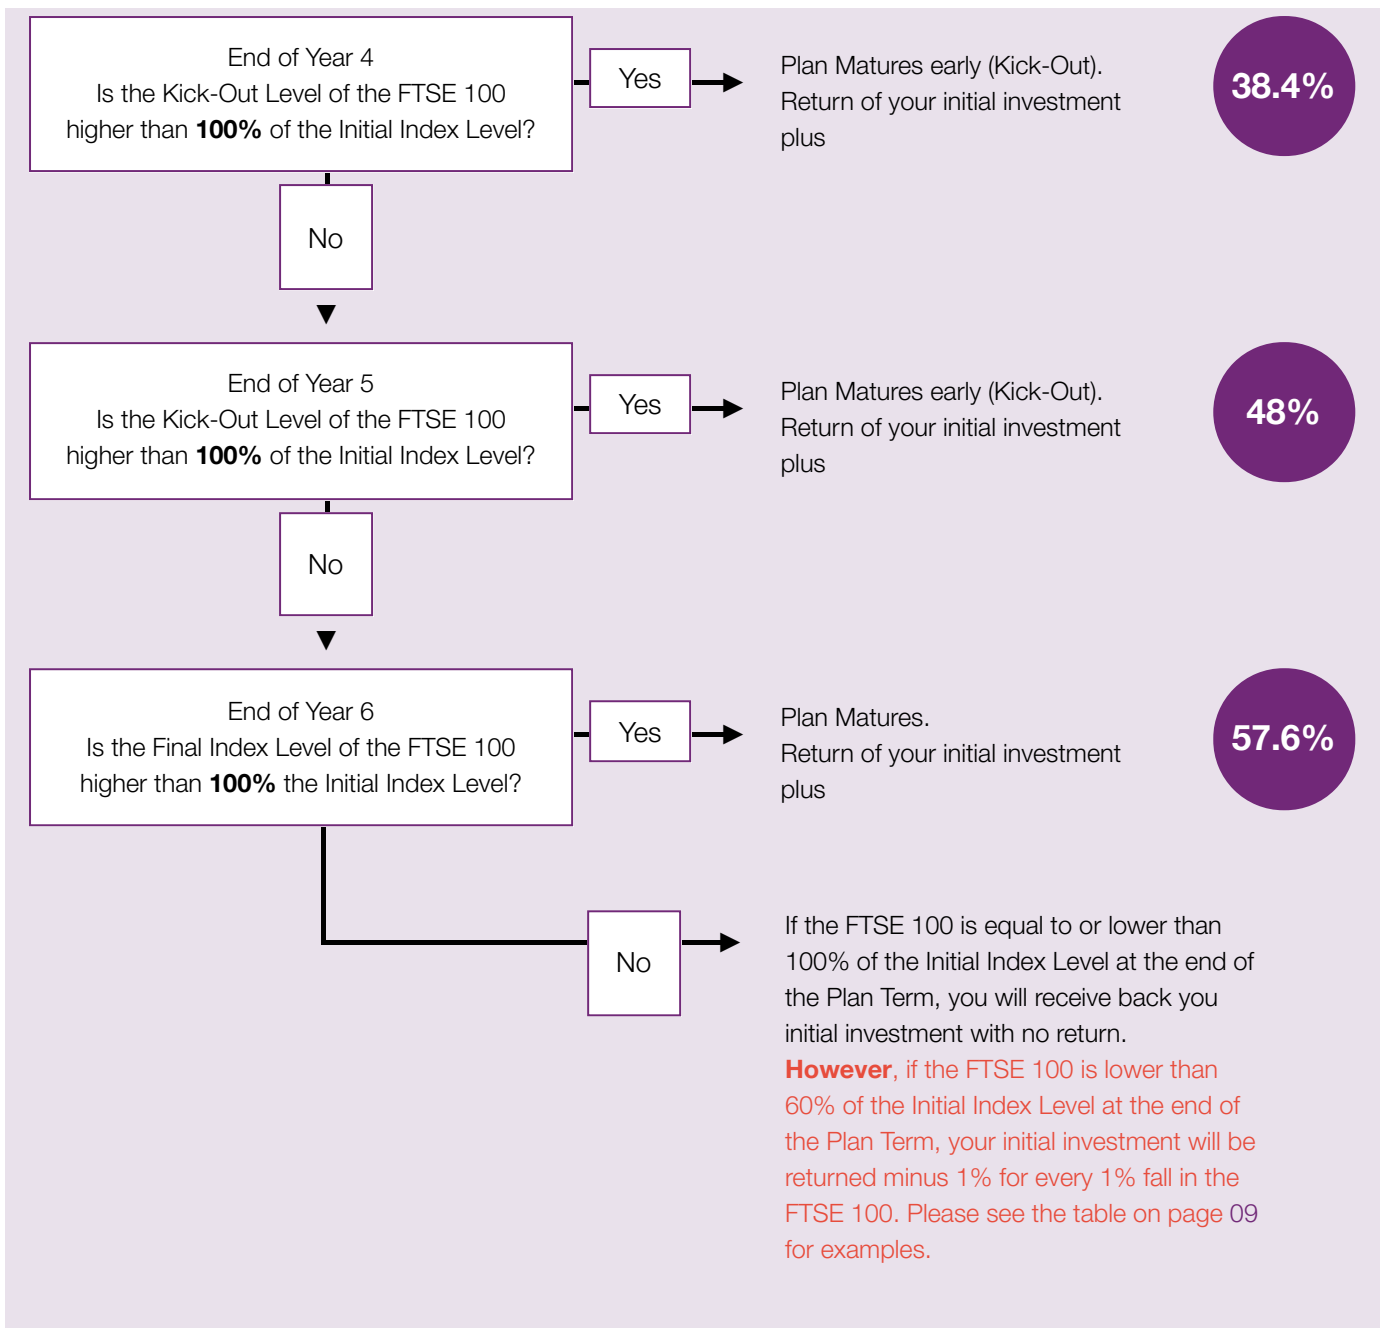 End of Year 4
Is the Kick-Out Level of the FTSE 100
higher than 100% of the Initial Index Level?
Yes
Plan Matures early (Kick-Out).
Return of your initial investment
plus
38.4%
No
End of Year 5
Is the Kick-Out Level of the FTSE 100
higher than 100% of the Initial Index Level?
Yes
Plan Matures early (Kick-Out).
Return of your initial investment
plus
48%
No
End of Year 6
Is the Final Index Level of the FTSE 100
higher than 100% the Initial Index Level?
Yes
Plan Matures.
Return of your initial investment
plus
57.6%
No
If the FTSE 100 is equal to or lower than
100% of the Initial Index Level at the end of
the Plan Term, you will receive back you
initial investment with no return.
However, if the FTSE 100 is lower than
60% of the Initial Index Level at the end of
the Plan Term, your initial investment will be
returned minus 1% for every 1% fall in the
FTSE 100. Please see the table on page 09
for examples.